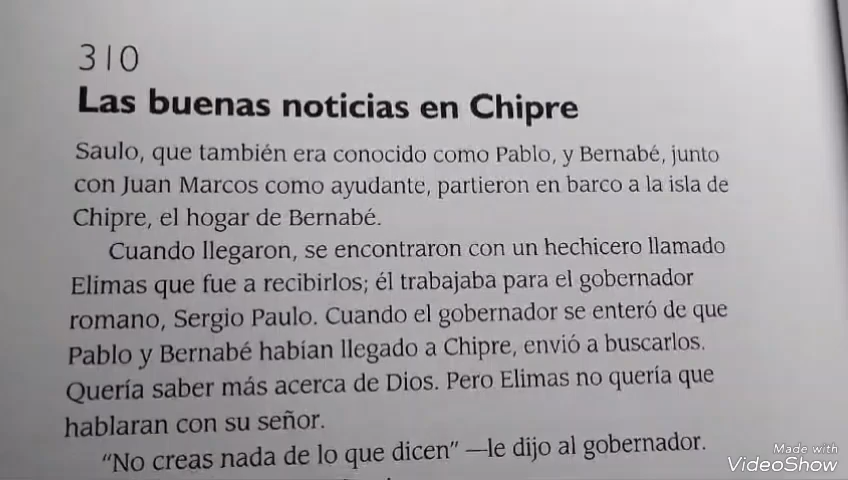 310
Las buenas noticias en Chipre
Saulo, que también era conocido como Pablo, y Bernabé, junto
con Juan Marcos como ayudante, partieron en barco a la isla de
Chipre, el hogar de Bernabé.
Cuando llegaron, se encontraron con un hechicero llamado
Elimas que fue a recibirlos; él trabajaba para el gobernador
romano, Sergio Paulo. Cuando el gobernador se enteró de que
Pablo y Bernabé habían llegado a Chipre, envió a buscarlos.
Quería saber más acerca de Dios. Pero Elimas no quería que
hablaran con su señor.
“No creas nada de lo que dicen” —le dijo al gobernador.
Made with
VideoShow